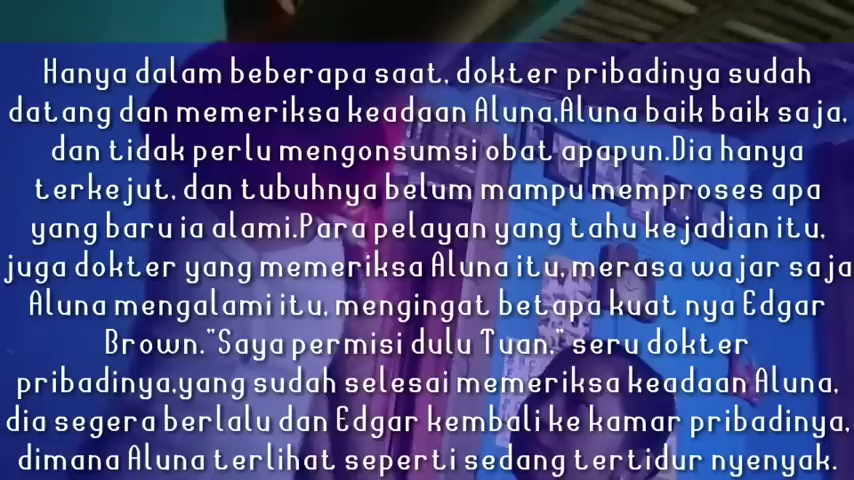 Hanya dalam beberapa saat, dokter pribadinya sudah
datang dan memeriksa keadaan Aluna,Aluna baik baik saja,
dan tidak perlu mengonsumsi obat apapun.Dia hanya
terkejut, dan tubuhnya belum mampu memproses apa
yang baru ia alami.Para pelayan yang tahu kejadian itu,
juga dokter yang memeriksa Aluna itu, merasa wajar saja
Aluna mengalami itu, mengingat betapa kuat nya Edgar
Brown."Saya permisi dulu Tuan." seru dokter
pribadinya,yang sudah selesai memeriksa keadaan Aluna,
dia segera berlalu dan Edgar kembali ke kamar pribadinya,
dimana Aluna terlihat seperti sedang tertidur nyenyak.